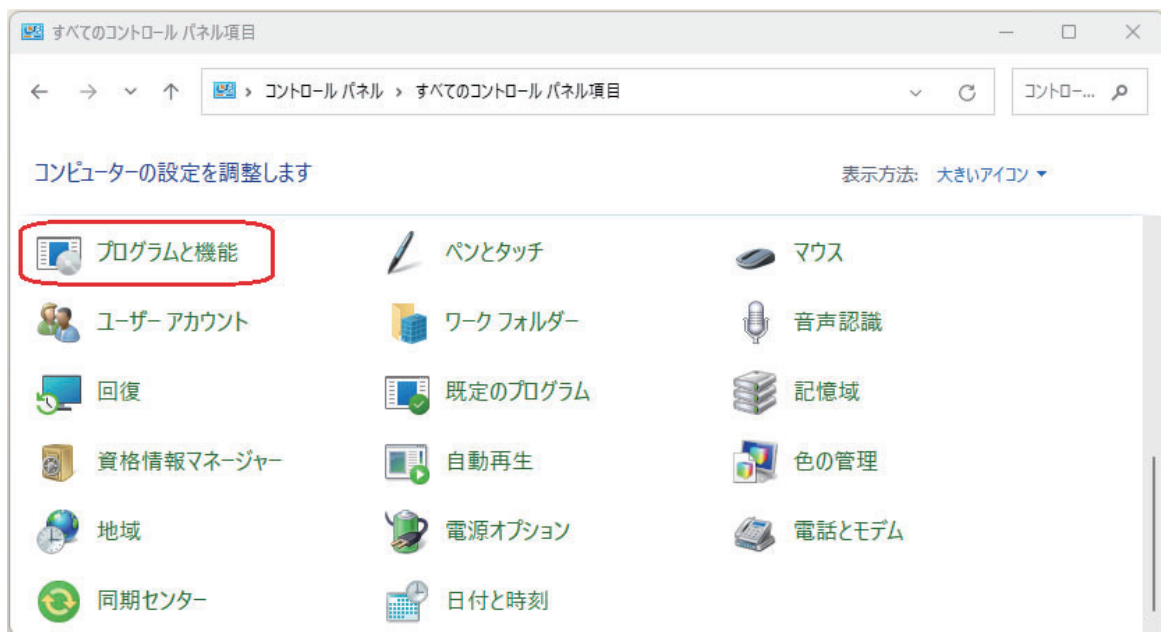 すべてのコントロール パネル項目
コントロール パネル › すべてのコントロール パネル項目
コントロー...
コンピューターの設定を調整します
表示方法: 大きいアイコン
プログラムと機能 ペンとタッチ マウス
ユーザー アカウント ワーク フォルダー 音声認識
回復 既定のプログラム 記憶域
資格情報マネージャー 自動再生 色の管理
地域 電源オプション 電話とモデム
同期センター 日付と時刻